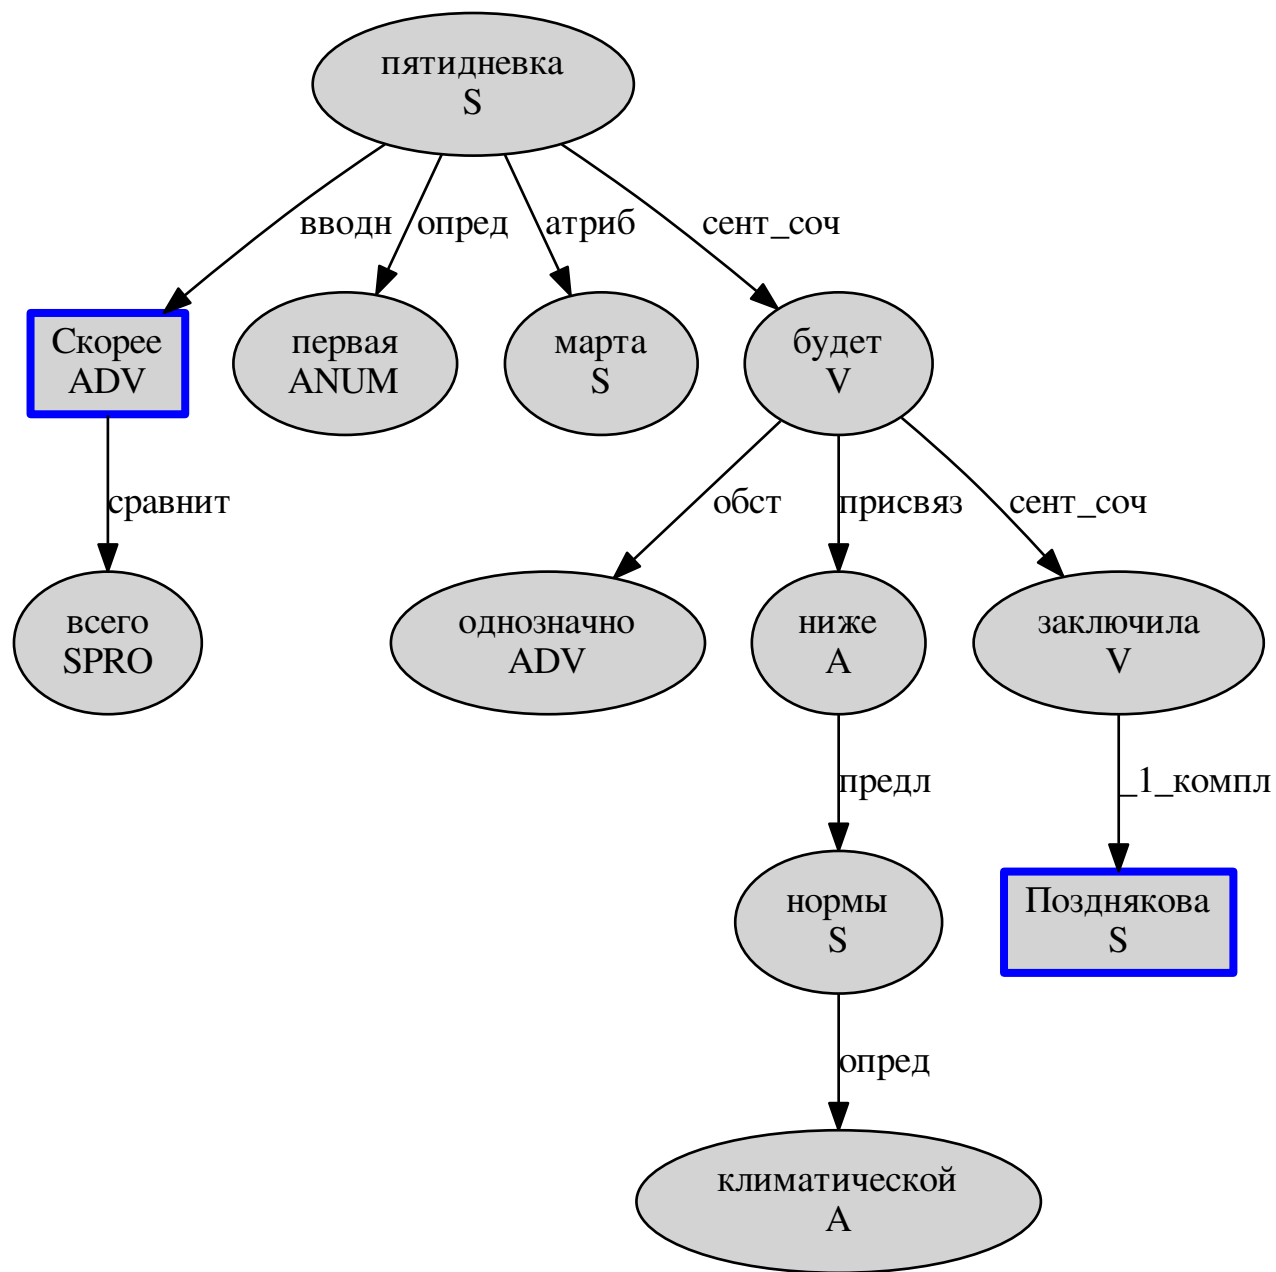 пятидневка
S
вводн
опред
атриб
сент_соч
Скорее
ADV
первая
ANUM
марта
S
будет
V
сравнит
обст
присвяз
сент_соч
всего
SPRO
однозначно
ADV
ниже
A
заключила
V
предл
_1_компл
нормы
S
Позднякова
S
опред
климатической
A